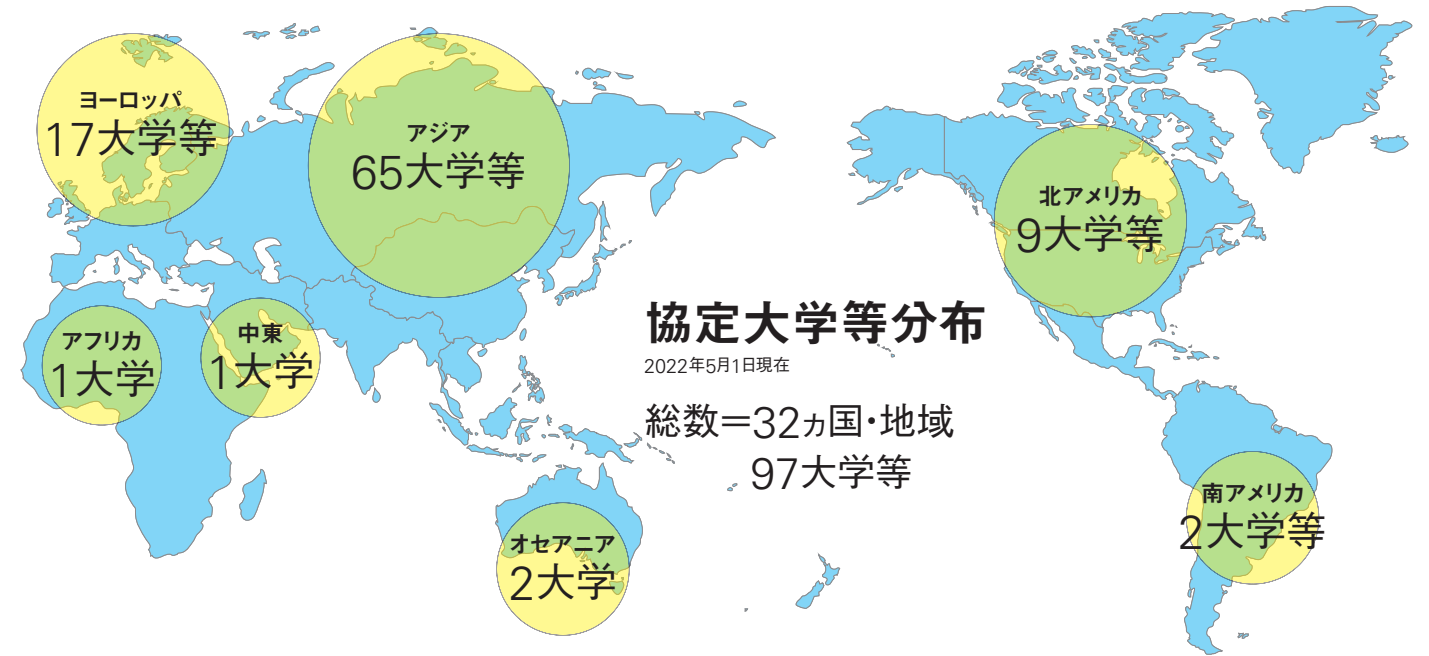 ヨーロッパ
17大学等
アジア
65大学等
北アメリカ
9大学等
アフリカ
1大学
中東
1大学
協定大学等分布
2022年5月1日現在
総数＝32ヵ国・地域
97大学等
オセアニア
2大学
南アメリカ
2大学等